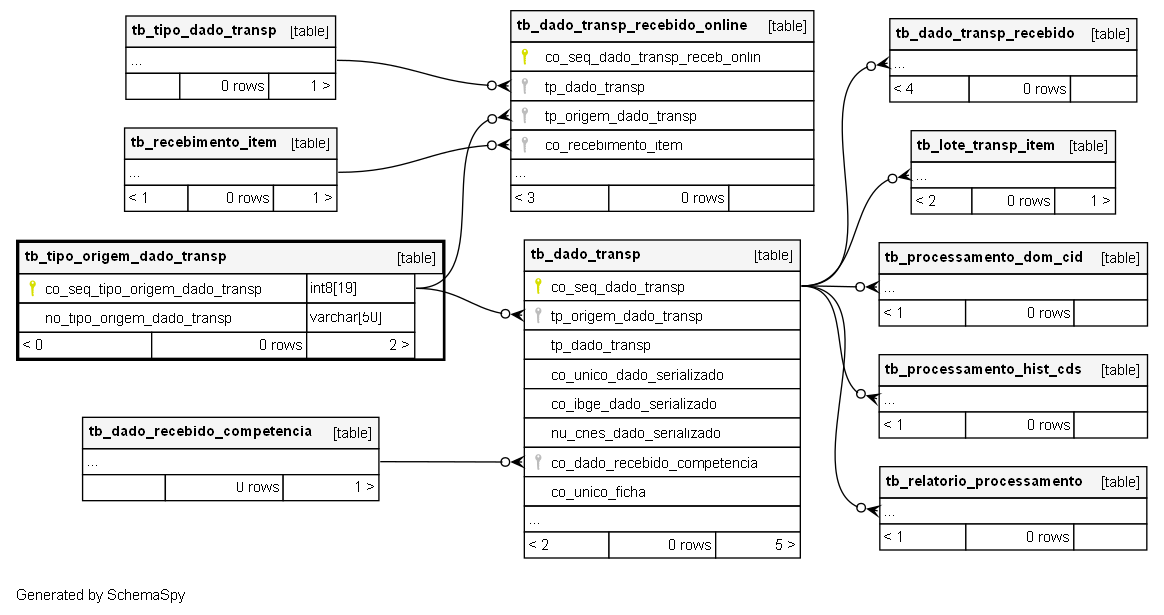 tb_tipo_dado_transp [table]
...
0 rows 1 >
tb_recebimento_item [table]
...
< 1 0 rows 1 >
tb_tipo_origem_dado_transp [table]
co_seq_tipo_origem_dado_transp int8[19]
no_tipo_origem_dado_transp varchar[50]
< 0 0 rows 2 >
tb_dado_recebido_competencia [table]
...
0 rows 1 >
tb_dado_transp_recebido_online [table]
co_seq_dado_transp_receb_onlin
tp_dado_transp
tp_origem_dado_transp
co_recebimento_item
...
< 3 0 rows
tb_dado_transp [table]
co_seq_dado_transp
tp_origem_dado_transp
tp_dado_transp
co_unico_dado_serializado
co_ibge_dado_serializado
nu_cnes_dado_serializado
co_dado_recebido_competencia
co_unico_ficha
...
< 2 0 rows 5 >
tb_dado_transp_recebido [table]
...
< 4 0 rows
tb_lote_transp_item [table]
...
< 2 0 rows 1 >
tb_processamento_dom_cid [table]
...
< 1 0 rows
tb_processamento_hist_cds [table]
...
< 1 0 rows
tb_relatorio_processamento [table]
...
< 1 0 rows
Generated by SchemaSpy